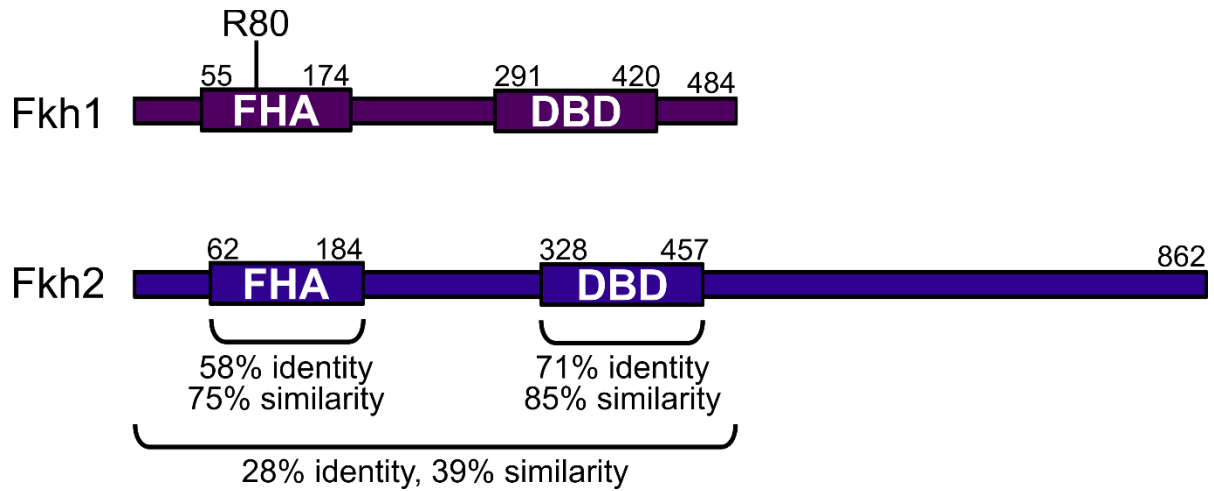 R80
55 174 291 420 484
Fkh1 FHA DBD
62 184 328 457 862
Fkh2 FHA DBD
58% identity 71% identity
75% similarity 85% similarity
28% identity, 39% similarity